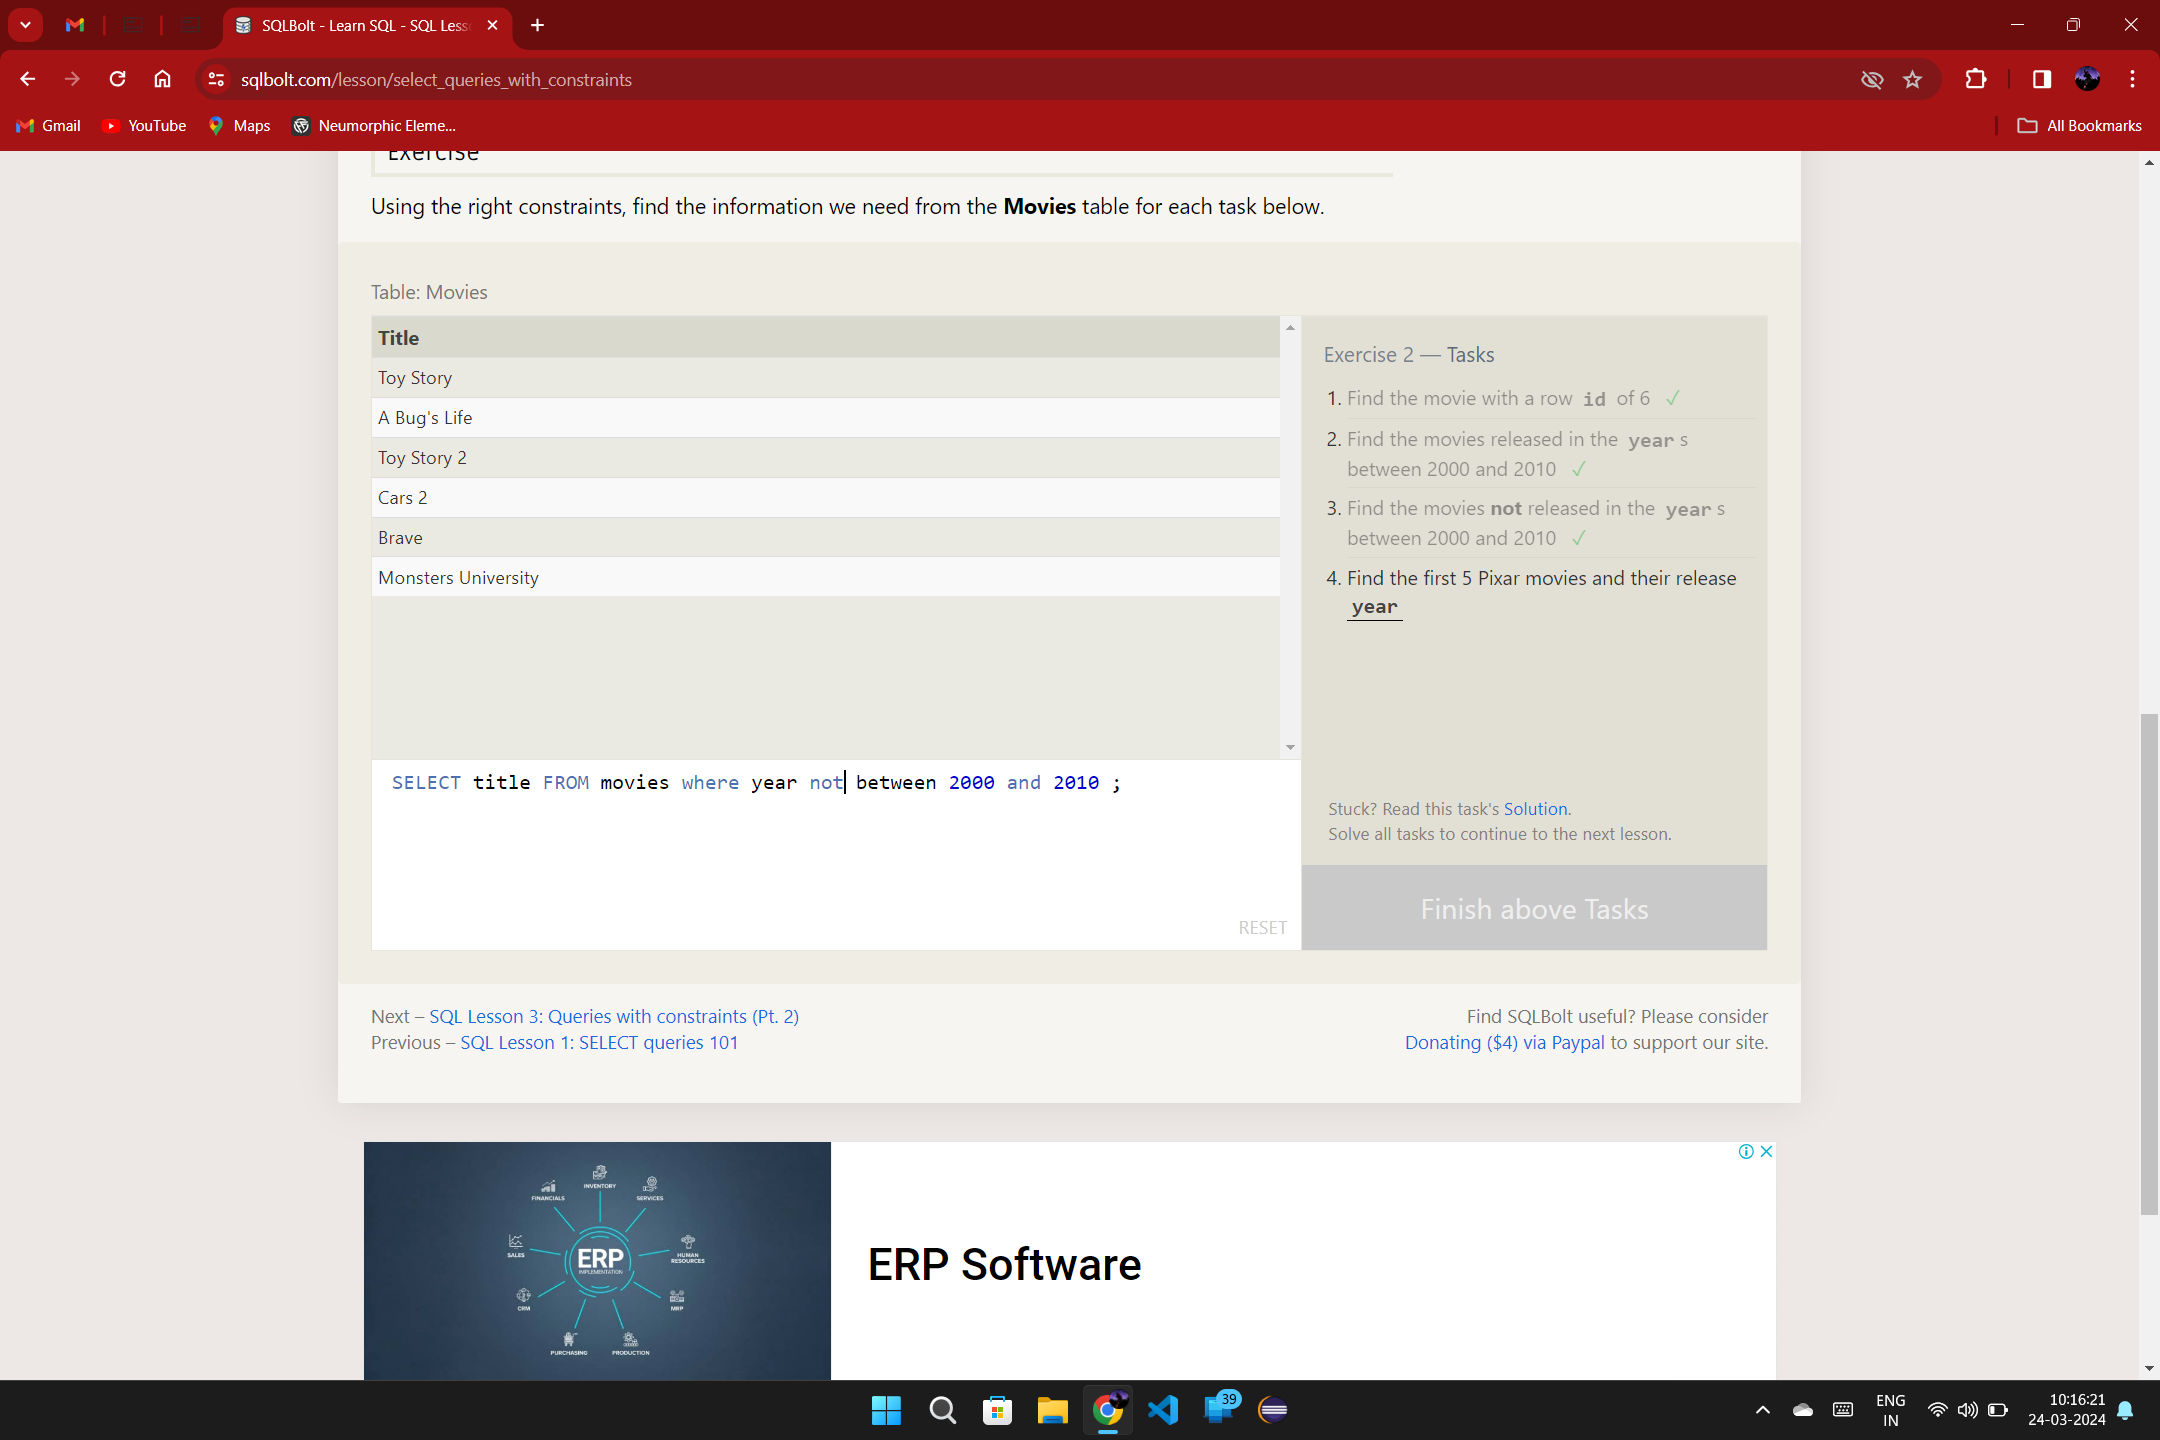 SQLBolt - Learn SQL - SQL Less
sqlbolt.com/lesson/select_queries_with_constraints
Gmail
YouTube
Maps
Neumorphic Eleme...
All Bookmarks
Exercise
Using the right constraints, find the information we need from the Movies table for each task below.
Table: Movies
Title
Toy Story
A Bug's Life
Toy Story 2
Cars 2
Brave
Monsters University
SELECT title FROM movies where year not between 2000 and 2010 ;
RESET
Exercise 2 — Tasks
1. Find the movie with a row id of 6 ✓
2. Find the movies released in the years
between 2000 and 2010 ✓
3. Find the movies not released in the years
between 2000 and 2010 ✓
4. Find the first 5 Pixar movies and their release
year
Stuck? Read this task's Solution.
Solve all tasks to continue to the next lesson.
Finish above Tasks
Next – SQL Lesson 3: Queries with constraints (Pt. 2)
Previous – SQL Lesson 1: SELECT queries 101
Find SQLBolt useful? Please consider
Donating ($4) via Paypal to support our site.
INVENTORY
FINANCIALS
SERVICES
SALES
ERP
IMPLEMENTATION
HUMAN
RESOURCES
CRM
MRP
PURCHASING
PRODUCTION
ERP Software
39
ENG
IN
10:16:21
24-03-2024